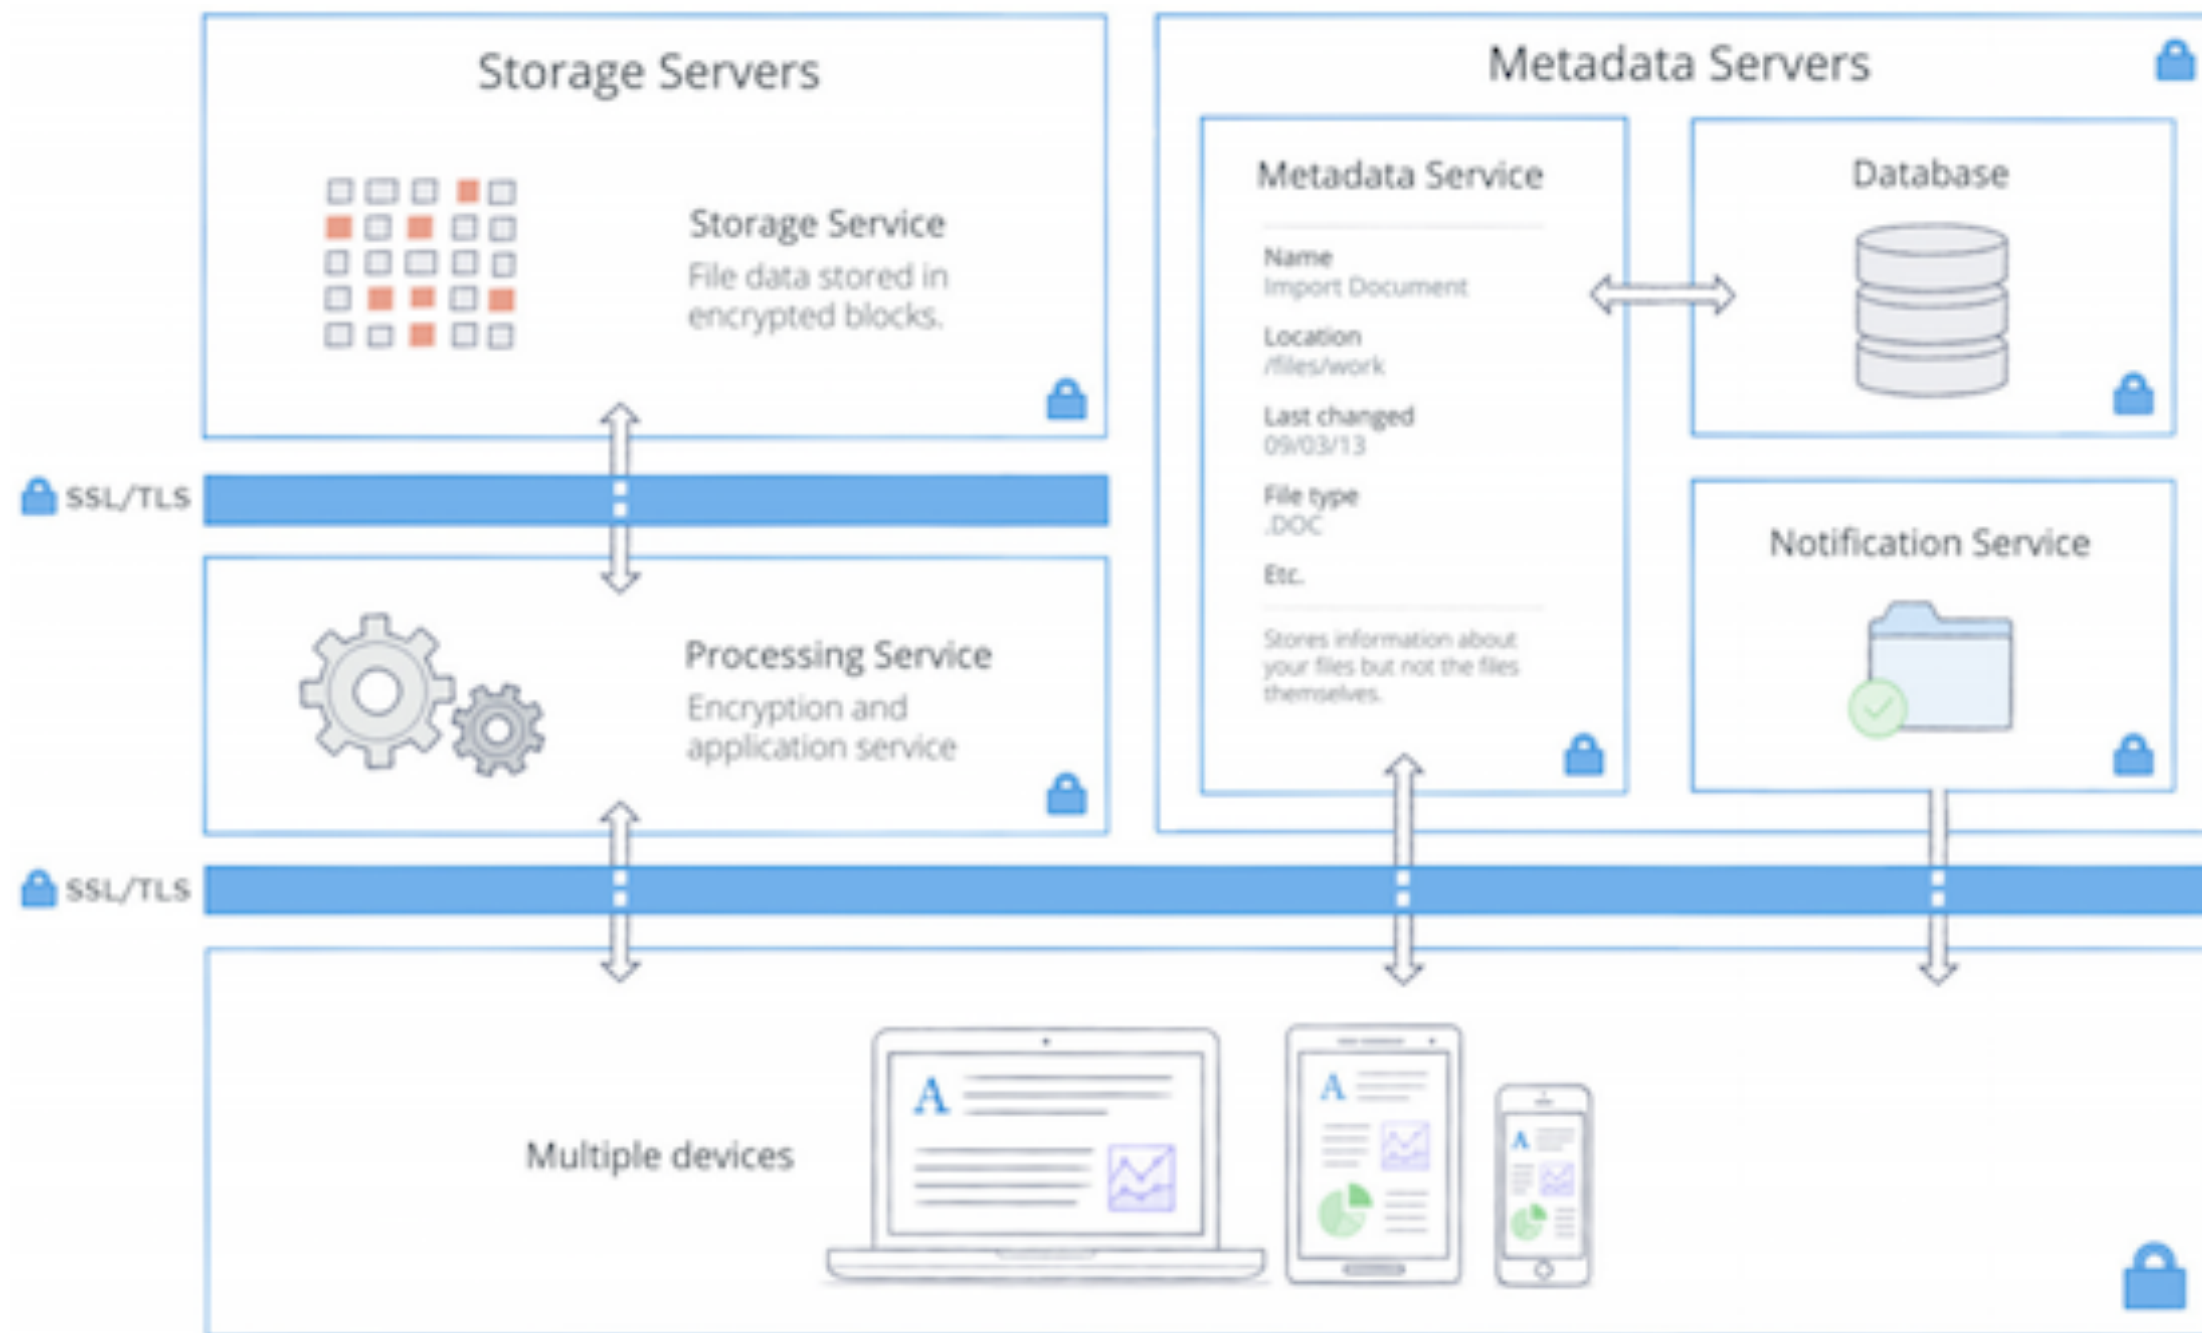 Storage Servers
Storage Service
File data stored in
encrypted blocks.
SSL/TLS
Processing Service
Encryption and
application service
Metadata Servers
Metadata Service
Name
Import Document
Location
/files/work
Last changed
09/03/13
File type
.DOC
Etc.
Stores information about
your files but not the files
themselves.
Database
Notification Service
SSL/TLS
Multiple devices
A
A
A